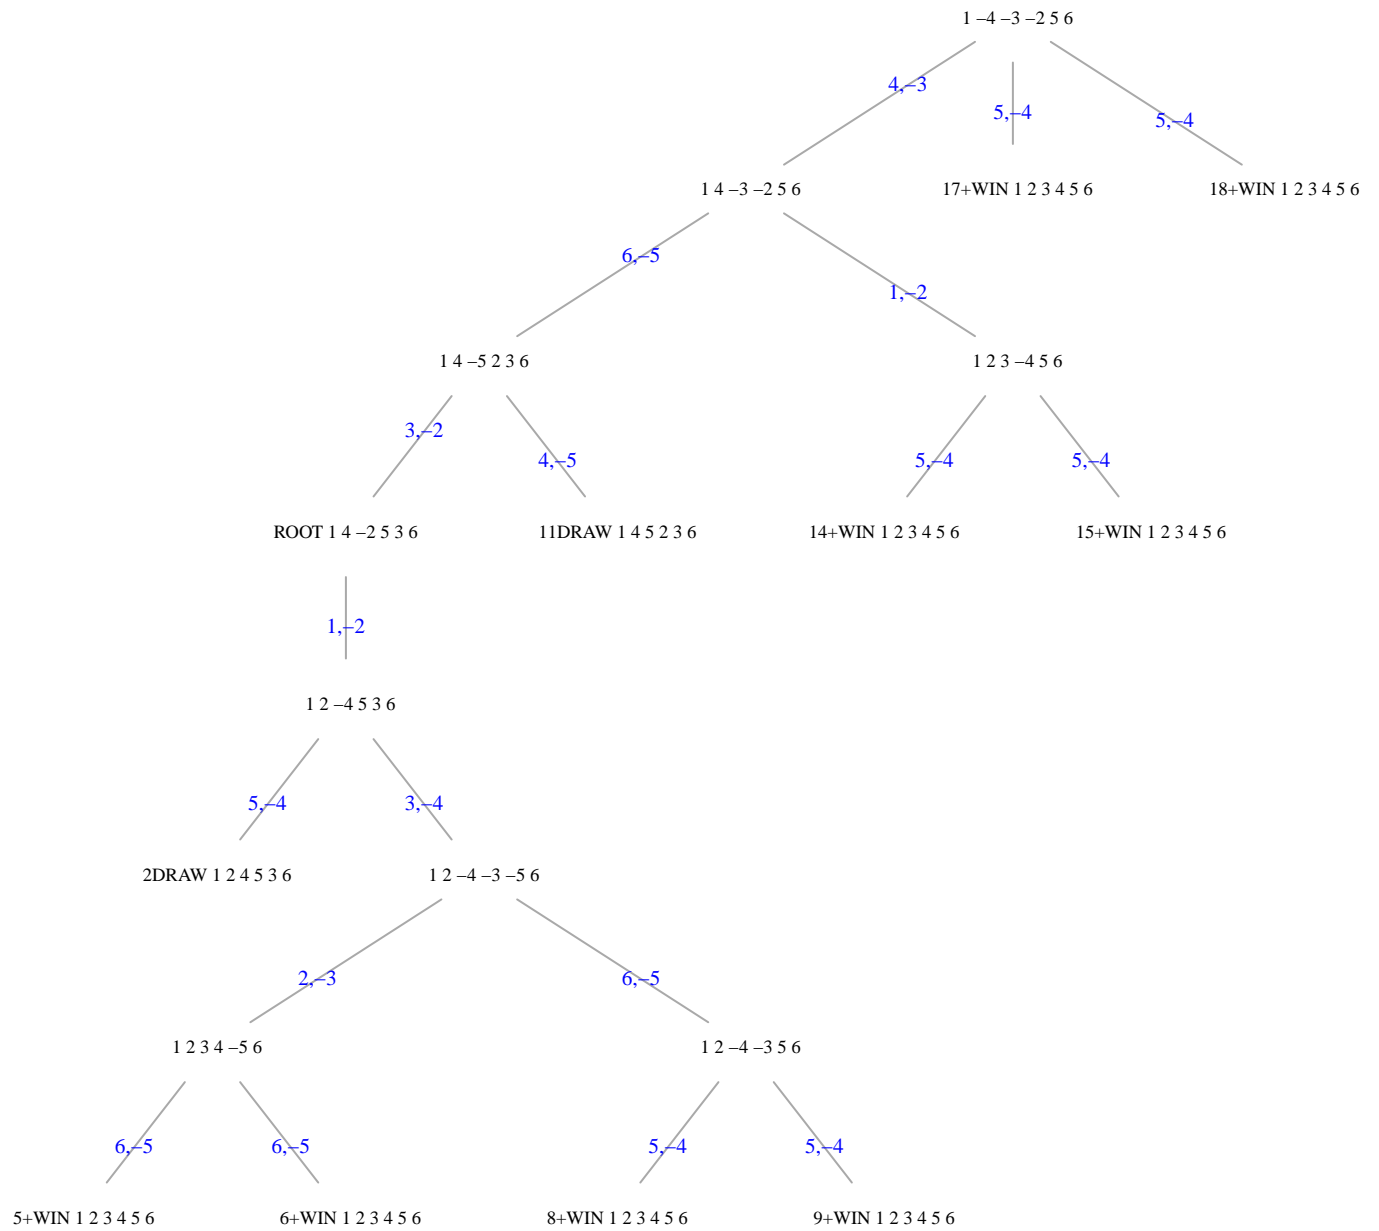 1 –4 –3 –2 5 6
4,–3
5,–4
5,–4
1 4 –3 –2 5 6
17+WIN 1 2 3 4 5 6
18+WIN 1 2 3 4 5 6
6,–5
1,–2
1 4 –5 2 3 6
1 2 3 –4 5 6
3,–2
4,–5
5,–4
5,–4
ROOT 1 4 –2 5 3 6
11DRAW 1 4 5 2 3 6
14+WIN 1 2 3 4 5 6
15+WIN 1 2 3 4 5 6
1,–2
1 2 –4 5 3 6
5,–4
3,–4
2DRAW 1 2 4 5 3 6
1 2 –4 –3 –5 6
2,–3
6,–5
1 2 3 4 –5 6
1 2 –4 –3 5 6
6,–5
6,–5
5,–4
5,–4
5+WIN 1 2 3 4 5 6
6+WIN 1 2 3 4 5 6
8+WIN 1 2 3 4 5 6
9+WIN 1 2 3 4 5 6